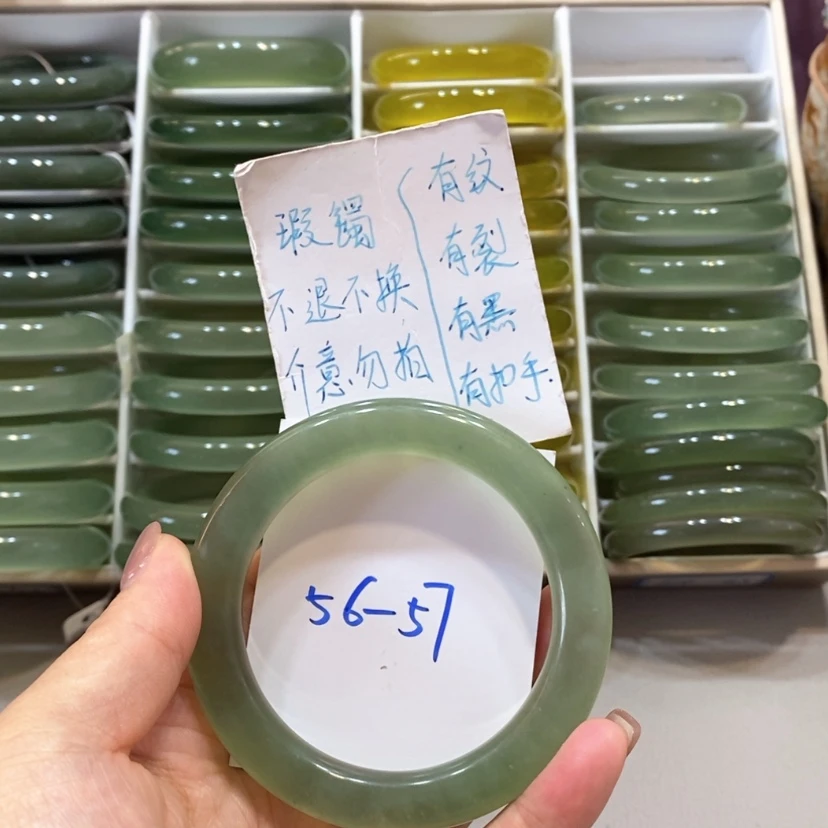 瑕镯
不退不换
介意勿拍
有纹
有裂
有黑
有扣手.
56-57